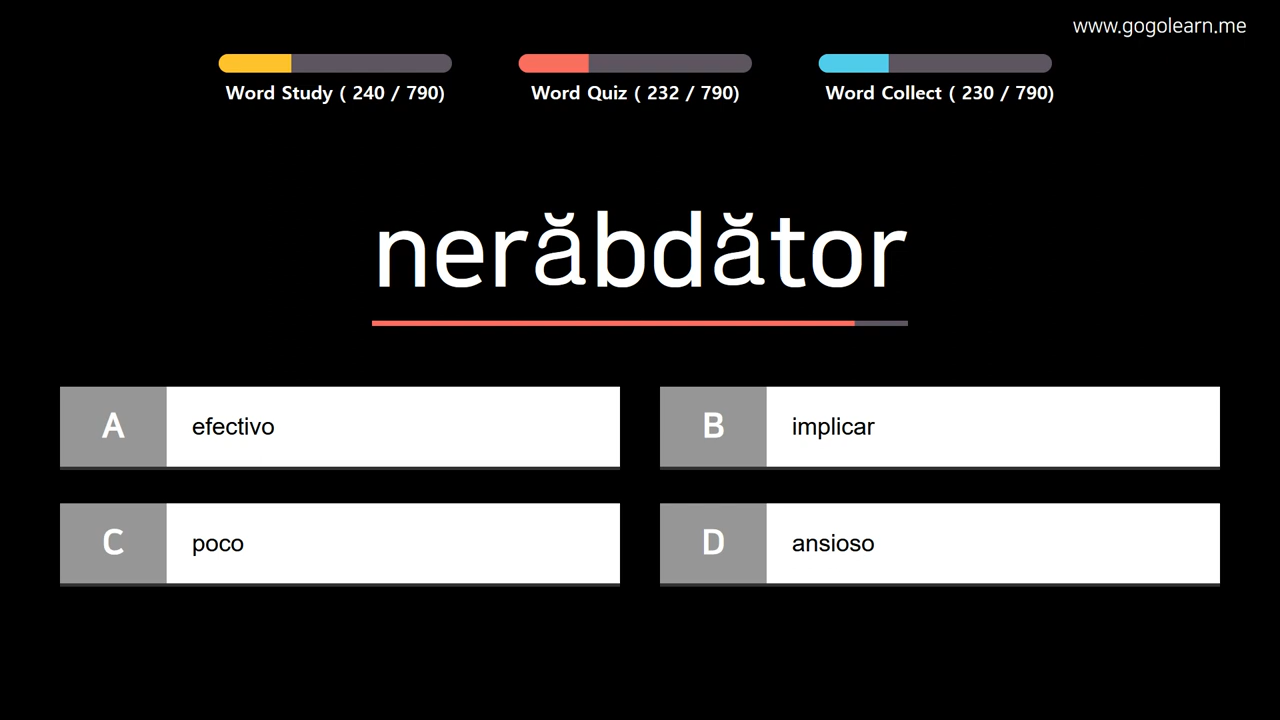 www.gogolearn.me
Word Study ( 240 / 790)
Word Quiz ( 232 / 790)
Word Collect ( 230 / 790)
nerăbdător
A efectivo
B implicar
C poco
D ansioso